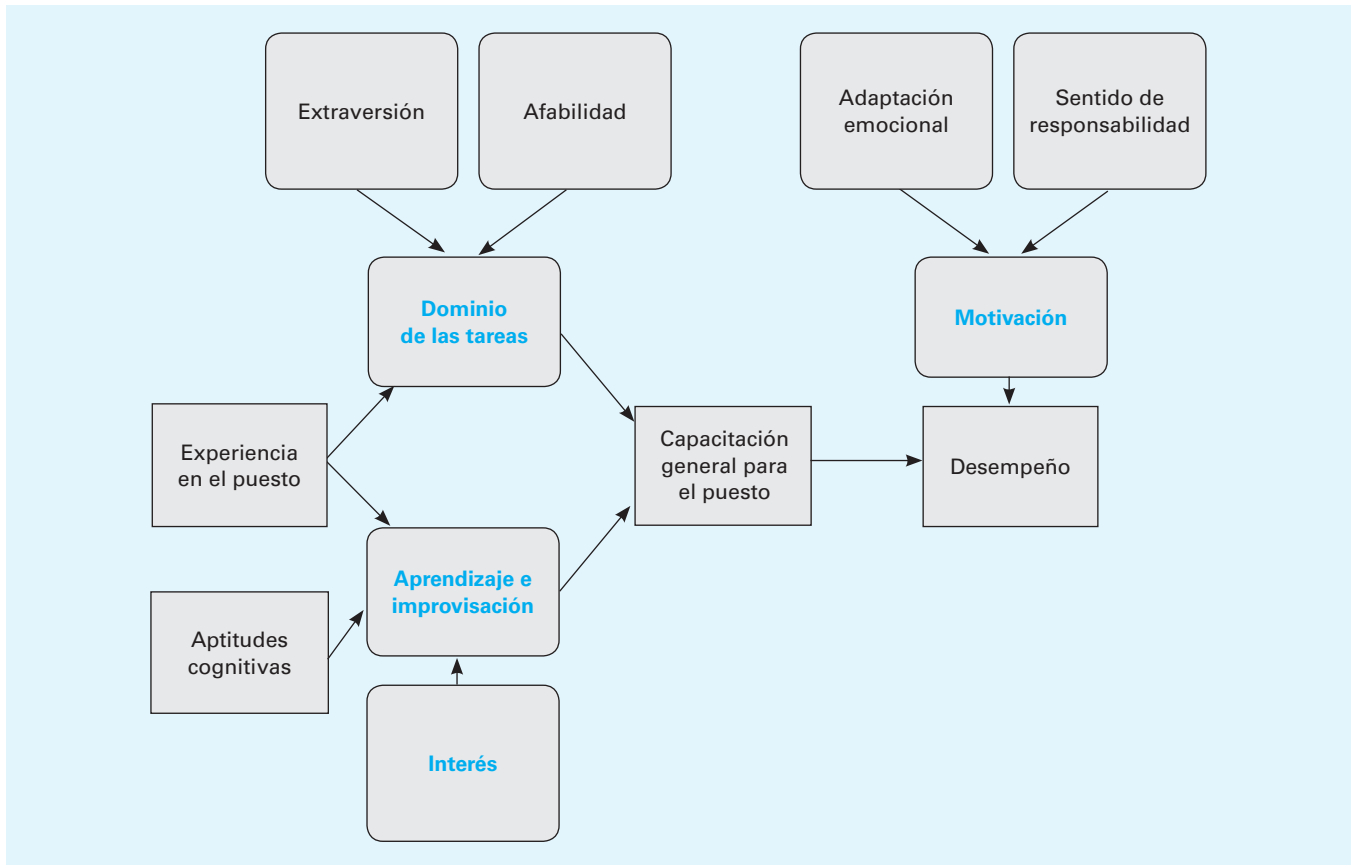 Extraversión
Afabilidad
Adaptación
emocional
Sentido de
responsabilidad
Dominio
de las tareas
Motivación
Experiencia
en el puesto
Capacitación
general para
el puesto
Desempeño
Aprendizaje e
improvisación
Aptitudes
cognitivas
Interés